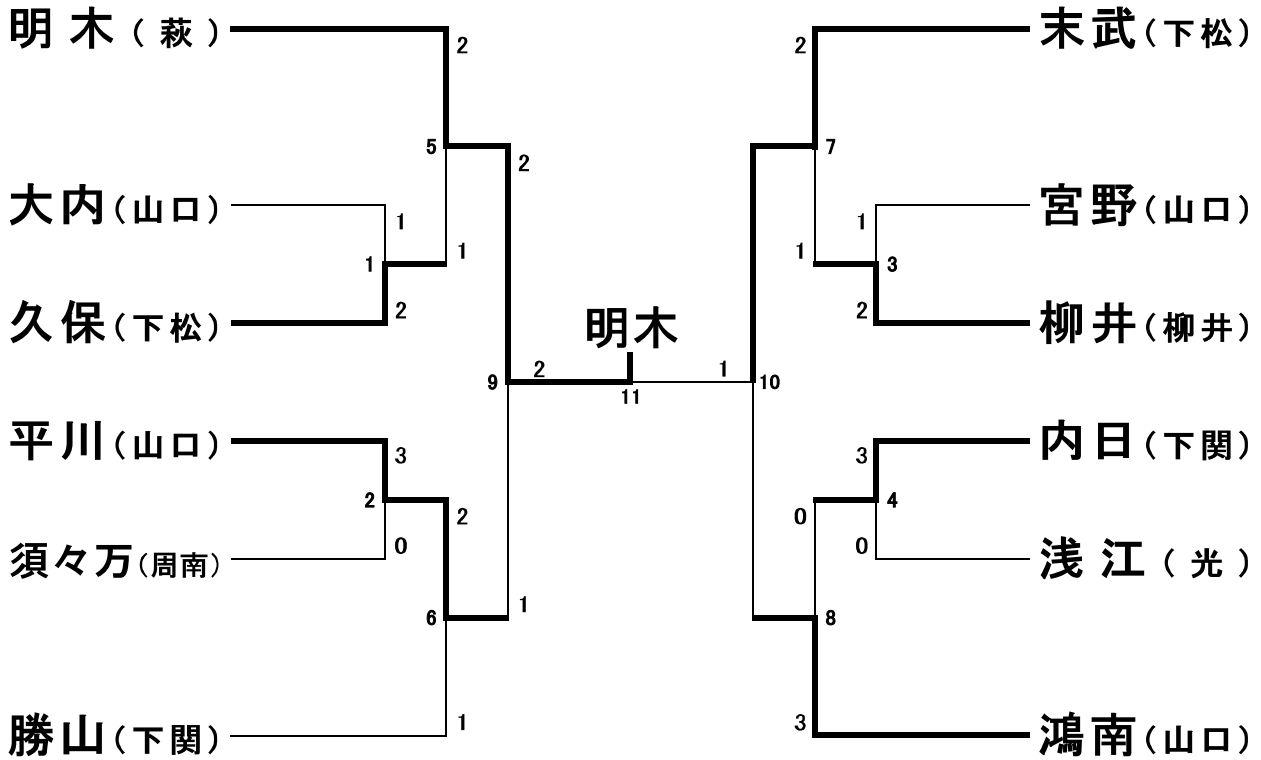 明木（萩）
2
5
2
大内（山口）
1
1
1
久保（下松）
2
平川（山口）
3
2
2
須々万（周南）
0
6
1
勝山（下関）
1
9
2
明木
11
1
10
末武（下松）
2
7
宮野（山口）
1
1
3
柳井（柳井）
2
内日（下関）
3
4
0
浅江（光）
0
8
鴻南（山口）
3